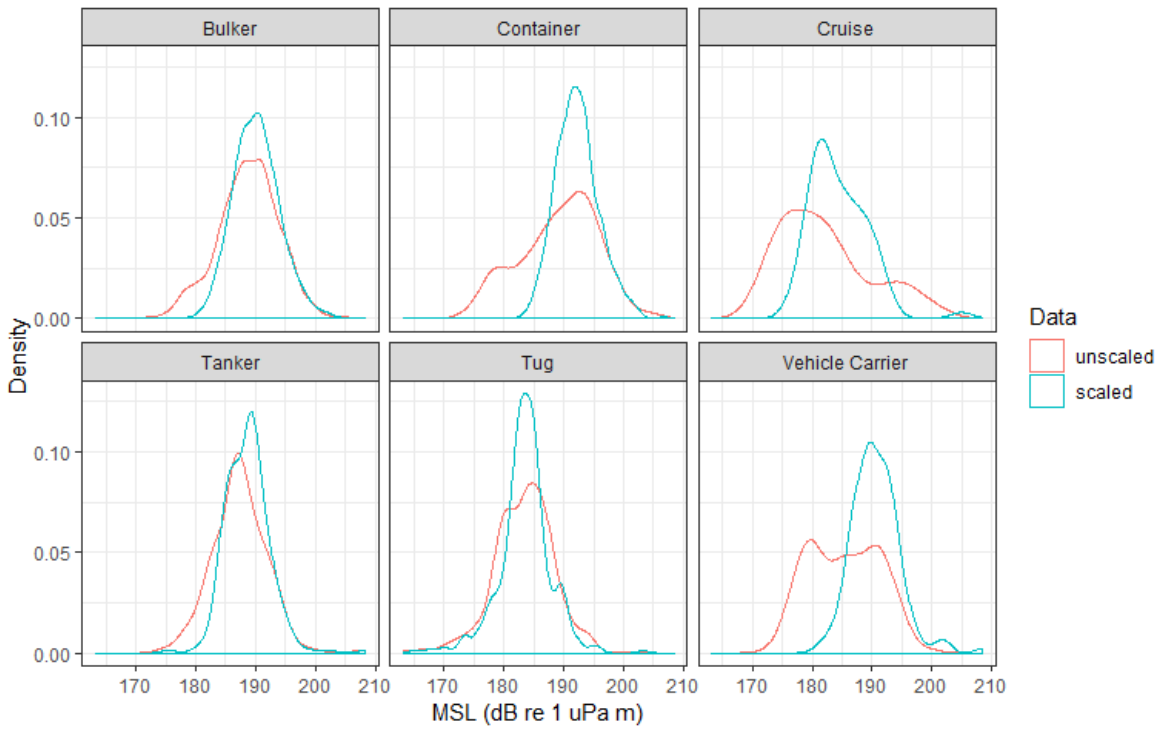 Bulker Container Cruise
0.10
0.05
0.00
Tanker Tug Vehicle Carrier
0.10
0.05
0.00
170 180 190 200 210 170 180 190 200 210 170 180 190 200 210
MSL (dB re 1 uPa m)
Density
Data
unscaled
scaled